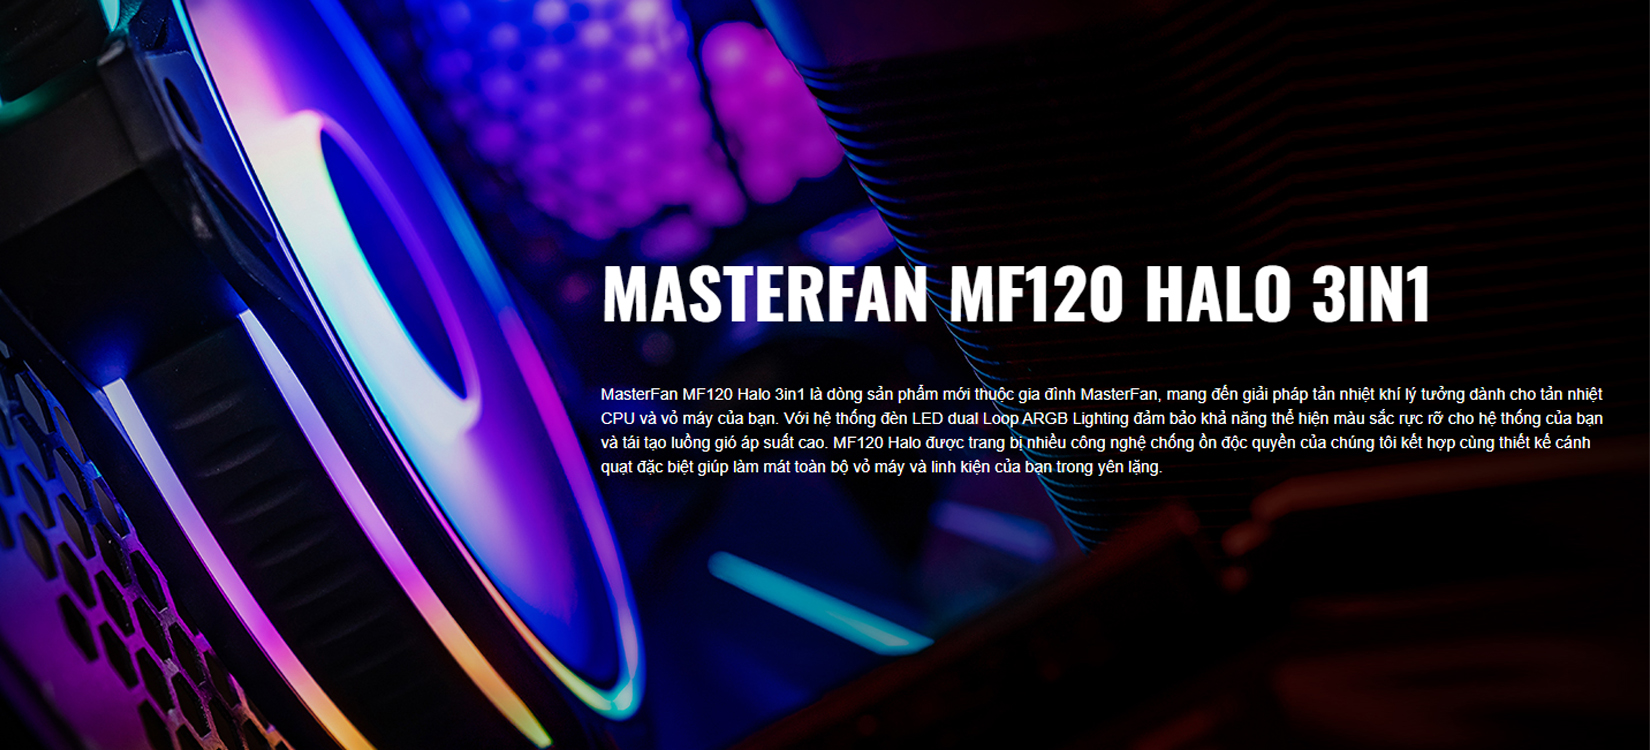 MASTERFAN MF120 HALO 3IN1
MasterFan MF120 Halo 3in1 là dòng sản phẩm mới thuộc gia đình MasterFan, mang đến giải pháp tản nhiệt khí lý tưởng dành cho tản nhiệt
CPU và vỏ máy của bạn. Với hệ thống đèn LED dual Loop ARGB Lighting đảm bảo khả năng thể hiện màu sắc rực rỡ cho hệ thống của bạn
và tái tạo luồng gió áp suất cao. MF120 Halo được trang bị nhiều công nghệ chống ồn độc quyền của chúng tôi kết hợp cùng thiết kế cánh
quạt đặc biệt giúp làm mát toàn bộ vỏ máy và linh kiện của bạn trong yên lặng.